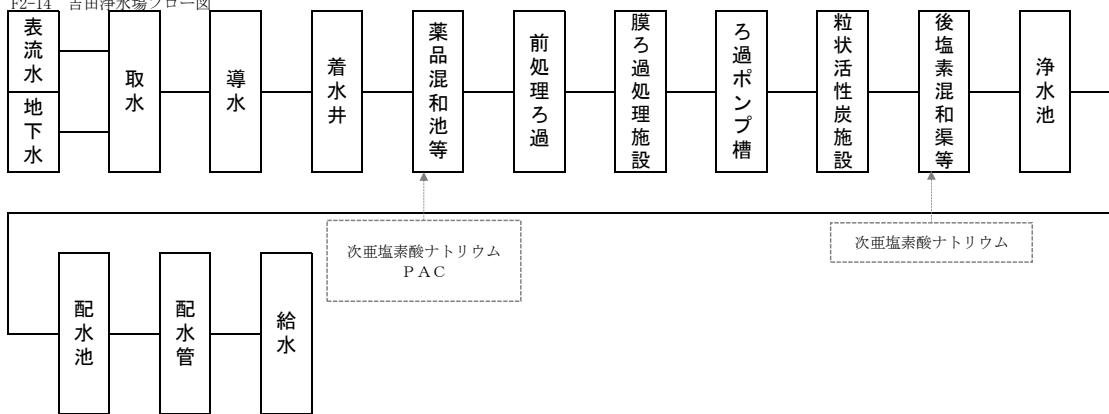 F2-14 吉田浄水場フロー図
表流水
地下水
取水
導水
着水井
薬品混和池等
前処理ろ過
膜ろ過処理施設
ろ過ポンプ槽
粒状活性炭施設
後塩素混和渠等
浄水池
次亜塩素酸ナトリウム
PAC
次亜塩素酸ナトリウム
配水池
配水管
給水